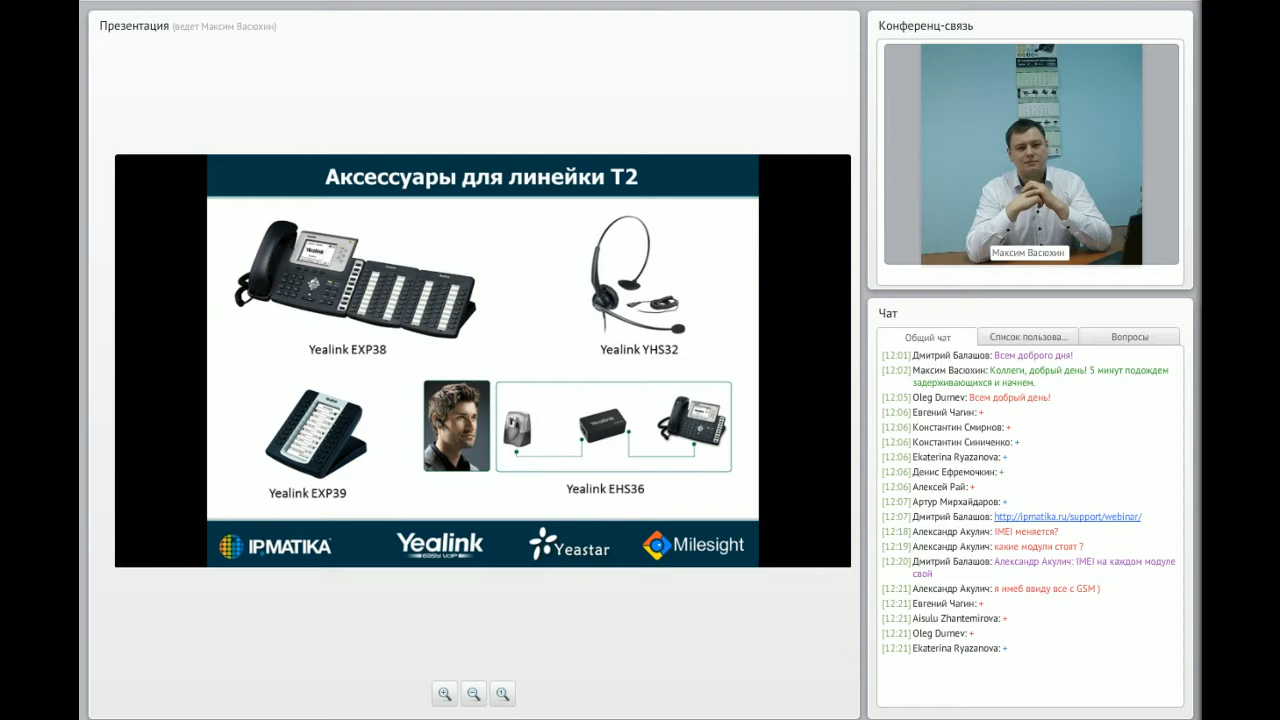 Презентация (ведет Максим Васюхин)
Аксессуары для линейки T2
Yealink EXP38
Yealink YHS32
Yealink EXP39
Yealink EHS36
IPMATIKA
Yealink
EASY VOIP
Yeastar
Milesight
Конференц-связь
Максим Васюхин
Чат
Общий чат
Список пользова...
Вопросы
[12:01] Дмитрий Балашов: Всем доброго дня!
[12:02] Максим Васюхин: Коллеги, добрый день! 5 минут подождем
задерживающихся и начнем.
[12:05] Oleg Durnev: Всем добрый день!
[12:06] Евгений Чагин: +
[12:06] Константин Смирнов: +
[12:06] Константин Синиченко: +
[12:06] Ekaterina Ryazanova: +
[12:06] Денис Ефремочкин: +
[12:06] Алексей Рай: +
[12:07] Артур Мирхайдаров: +
[12:07] Дмитрий Балашов: http://ipmatika.ru/support/webinar/
[12:18] Александр Акулич: IMEI меняется?
[12:19] Александр Акулич: какие модули стоят ?
[12:20] Дмитрий Балашов: Александр Акулич: IMEI на каждом модуле
свой
[12:21] Александр Акулич: я имеб ввиду все с GSM )
[12:21] Евгений Чагин: +
[12:21] Aisulu Zhantemirova: +
[12:21] Oleg Durnev: +
[12:21] Ekaterina Ryazanova: +